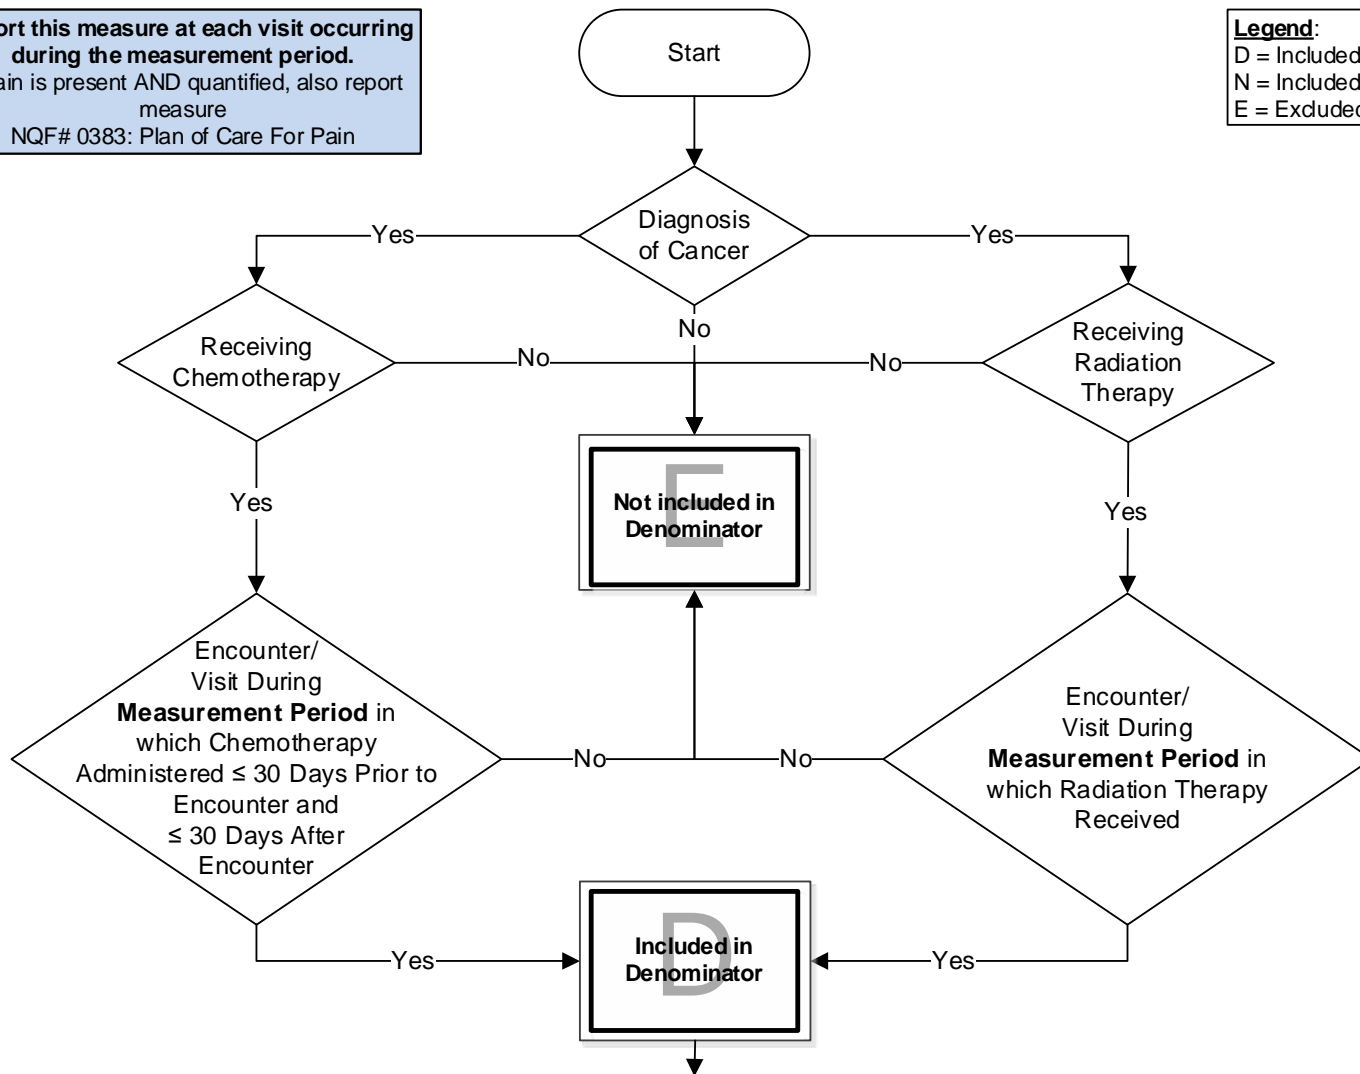 ort this measure at each visit occurring
during the measurement period.
ain is present AND quantified, also report
measure
NQF# 0383: Plan of Care For Pain
Start
Legend:
D = Included
N = Included
E = Excluded
Diagnosis
of Cancer
Yes
Yes
No
Receiving
Chemotherapy
No
No
Receiving
Radiation
Therapy
E
Not included in
Denominator
Yes
Yes
Encounter/
Visit During
Measurement Period in
which Chemotherapy
Administered ≤ 30 Days Prior to
Encounter and
≤ 30 Days After
Encounter
No
No
Encounter/
Visit During
Measurement Period in
which Radiation Therapy
Received
D
Included in
Denominator
Yes
Yes